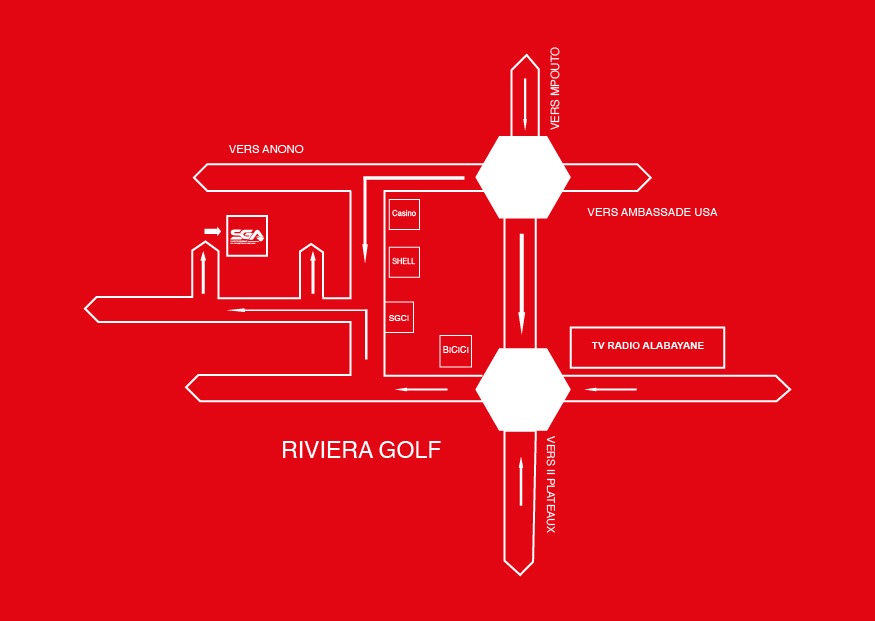 VERS MPOUTO
VERS ANONO
VERS AMBASSADE USA
Casino
SGA
SHELL
SGCI
BiCiCi
TV RADIO ALABAYANE
RIVIERA GOLF
VERS II PLATEAUX